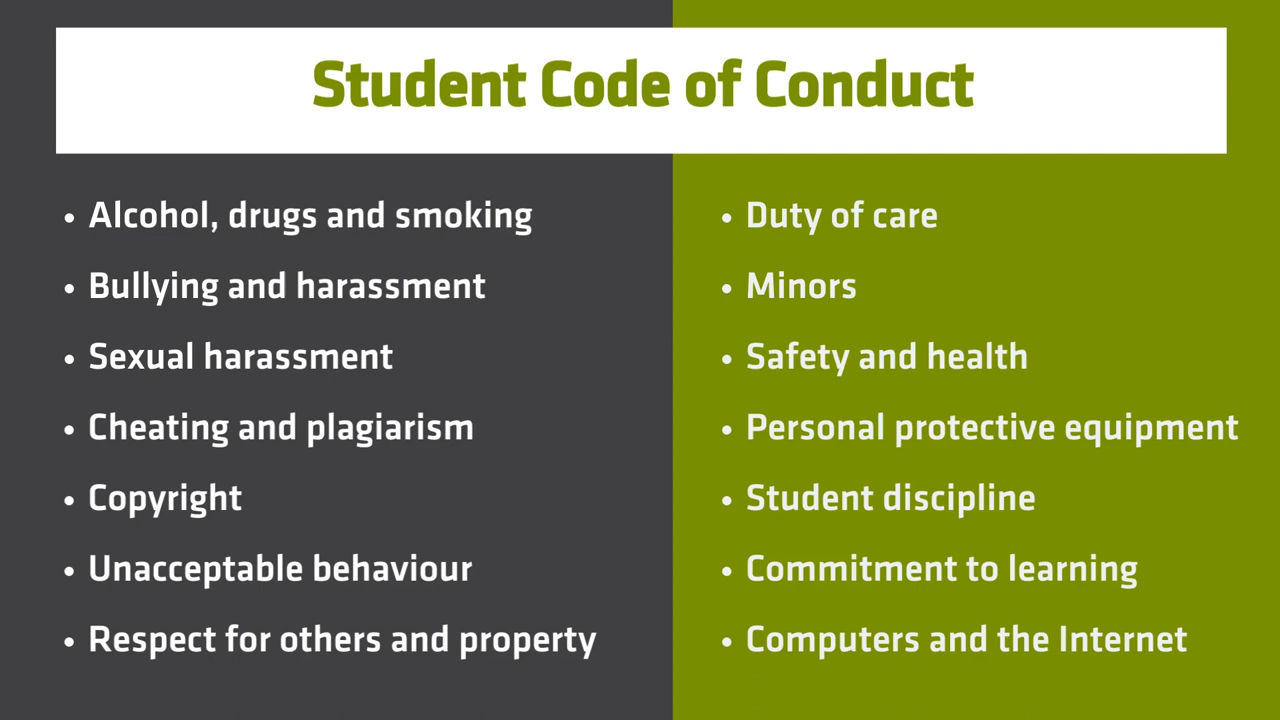 Student Code of Conduct
• Alcohol, drugs and smoking
• Bullying and harassment
• Sexual harassment
• Cheating and plagiarism
• Copyright
• Unacceptable behaviour
• Respect for others and property
• Duty of care
• Minors
• Safety and health
• Personal protective equipment
• Student discipline
• Commitment to learning
• Computers and the Internet